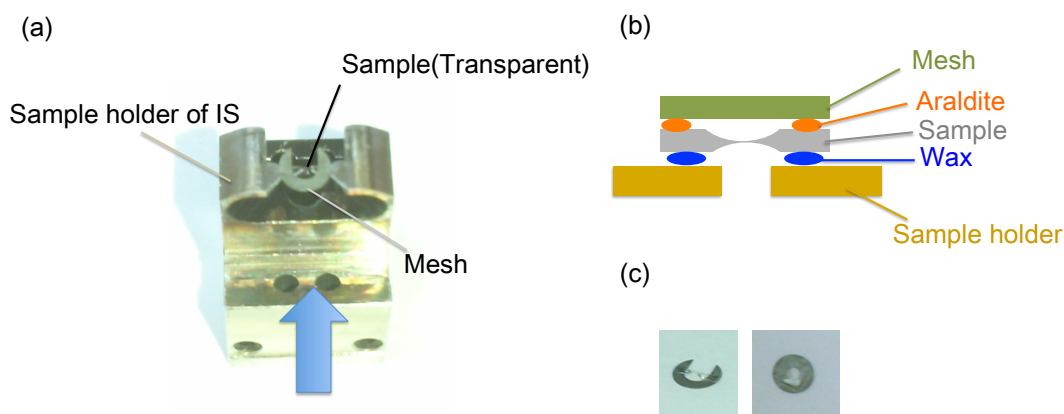 (a)
Sample(Transparent)
Sample holder of IS
Mesh
(b)
Mesh
Araldite
Sample
Wax
Sample holder
(c)